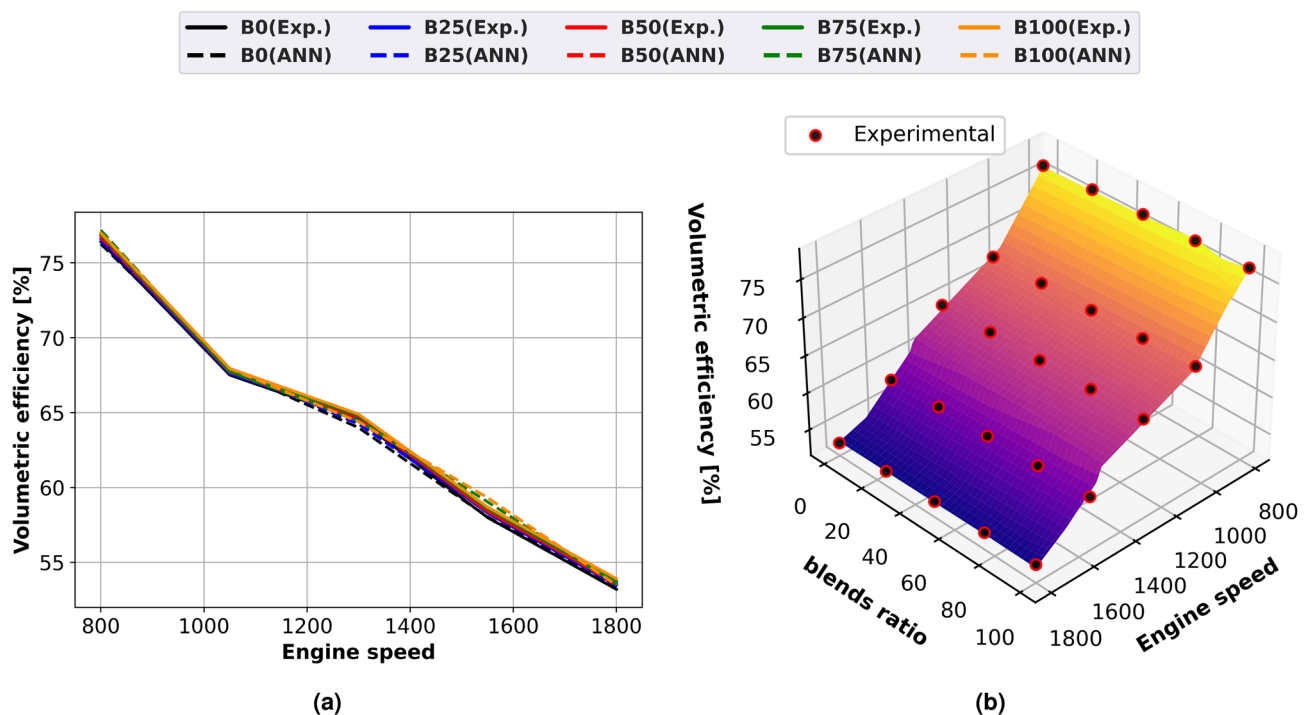 B0(Exp.) B25(Exp.) B50(Exp.) B75(Exp.) B100(Exp.)
B0(ANN) B25(ANN) B50(ANN) B75(ANN) B100(ANN)
Volumetric efficiency [%]
75
70
65
60
55
800 1000 1200 1400 1600 1800
Engine speed
(a)
Experimental
Volumetric efficiency [%]
75
70
65
60
55
0
20
40
60
80
100
blends ratio
800
1000
1200
1400
1600
1800
Engine speed
(b)